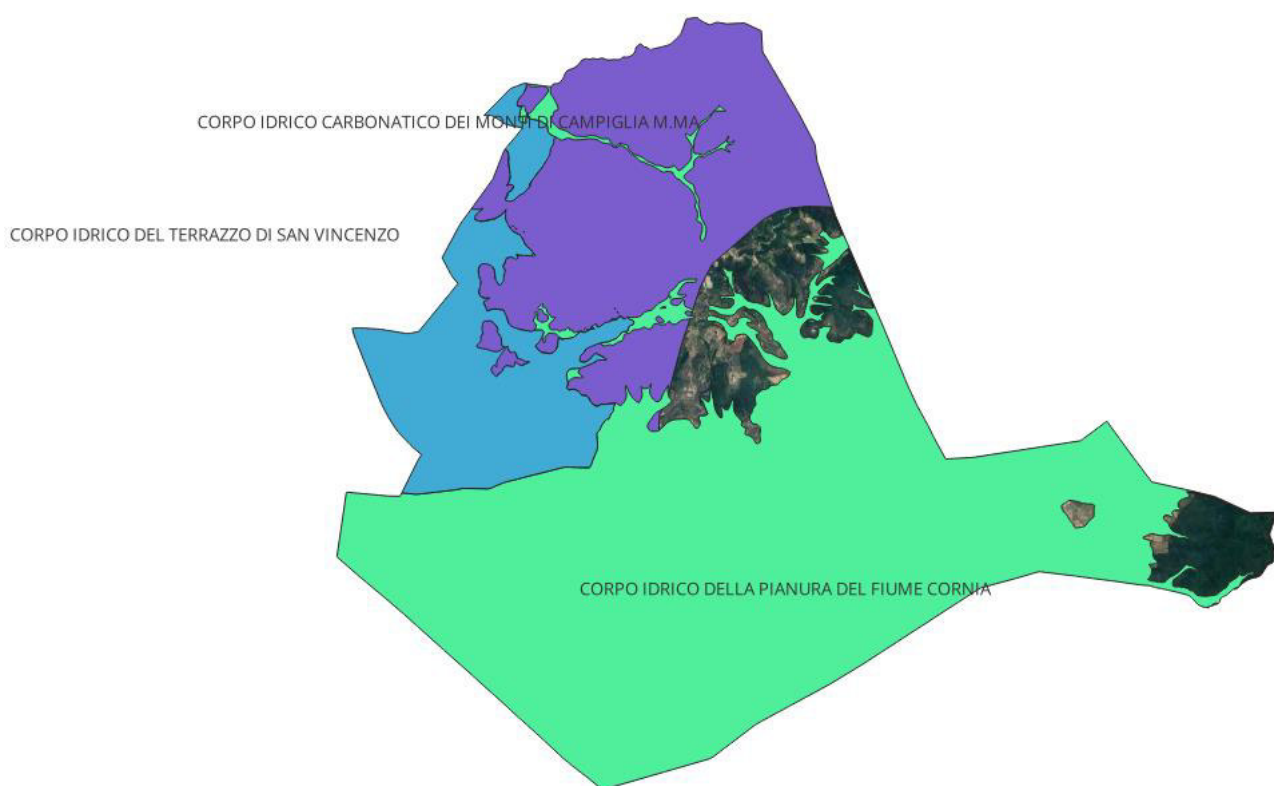 CORPO IDRICO CARBONATICO DEI MONTI DI CAMPIGLIA M.MA
CORPO IDRICO DEL TERRAZZO DI SAN VINCENZO
CORPO IDRICO DELLA PIANURA DEL FIUME CORNIA